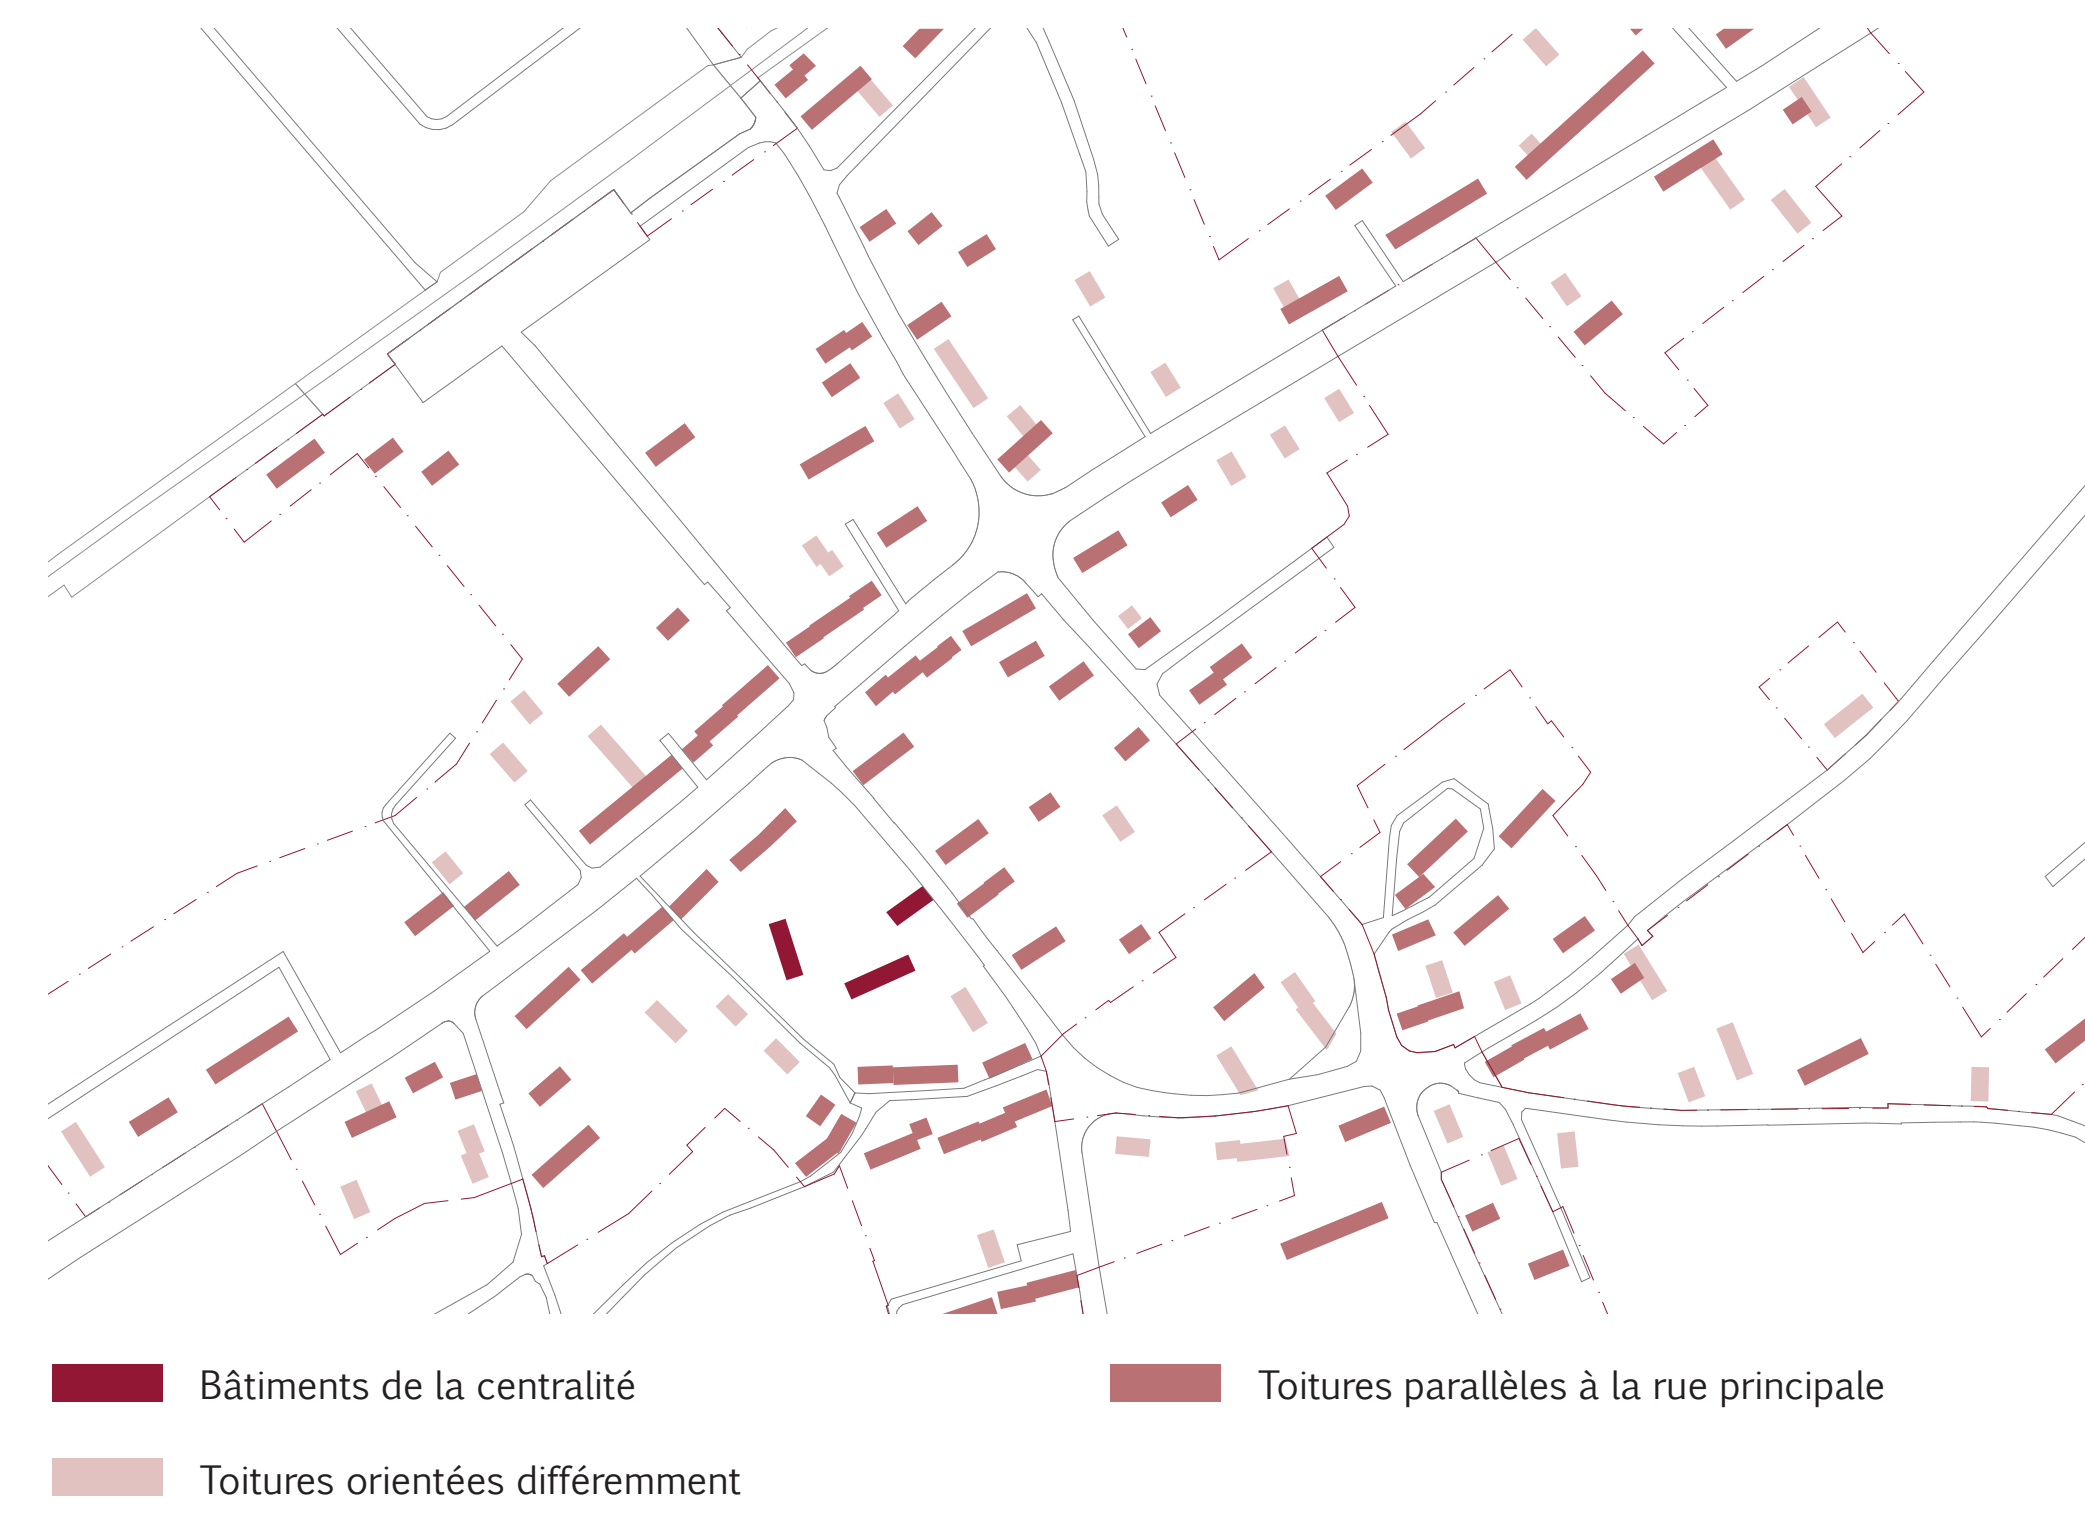 Bâtiments de la centralité
Toitures parallèles à la rue principale
Toitures orientées différemment